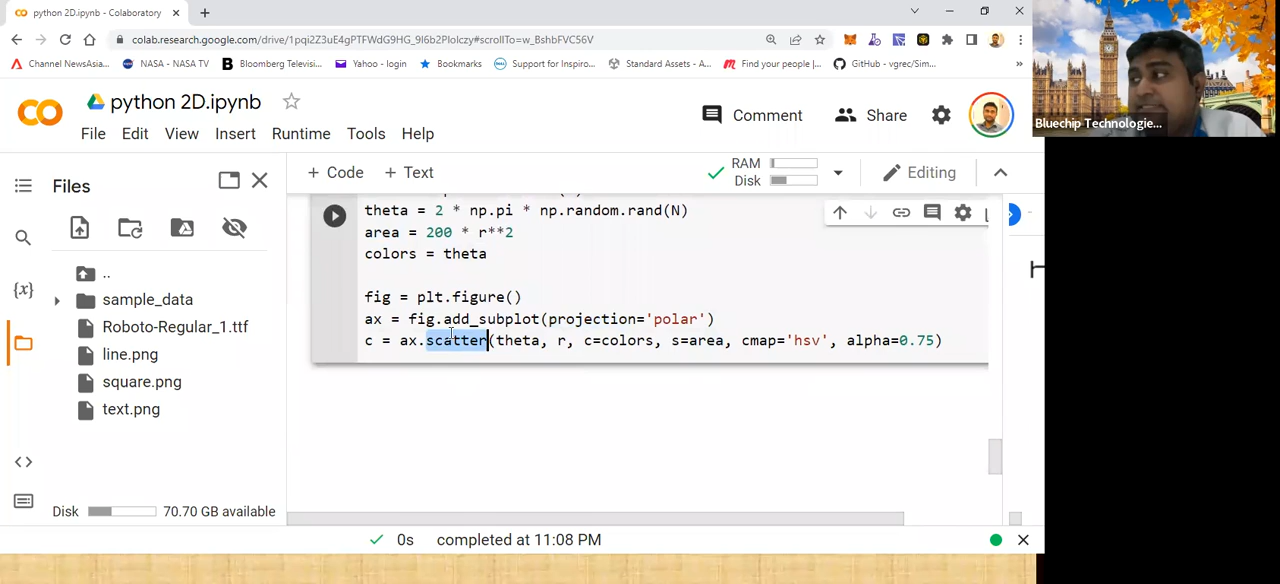 python 2D.ipynb - Colaboratory
colab.research.google.com/drive/1pqi2Z3uE4gPTFWdG9HG_9l6b2Plolczy#scrollTo=w_BshbFVC56V
Channel NewsAsia... NASA - NASA TV Bloomberg Televisi... Yahoo - login Bookmarks Support for Inspiro... Standard Assets - A... Find your people |... GitHub - vgrec/Sim... »
Bluechip Technologie...
python 2D.ipynb
Comment Share
File Edit View Insert Runtime Tools Help
+ Code + Text RAM Disk Editing
Files
theta = 2 * np.pi * np.random.rand(N)
area = 200 * r**2
colors = theta
fig = plt.figure()
ax = fig.add_subplot(projection='polar')
c = ax.scatter(theta, r, c=colors, s=area, cmap='hsv', alpha=0.75)
{x}
..
sample_data
Roboto-Regular_1.ttf
line.png
square.png
text.png
Disk 70.70 GB available
0s completed at 11:08 PM